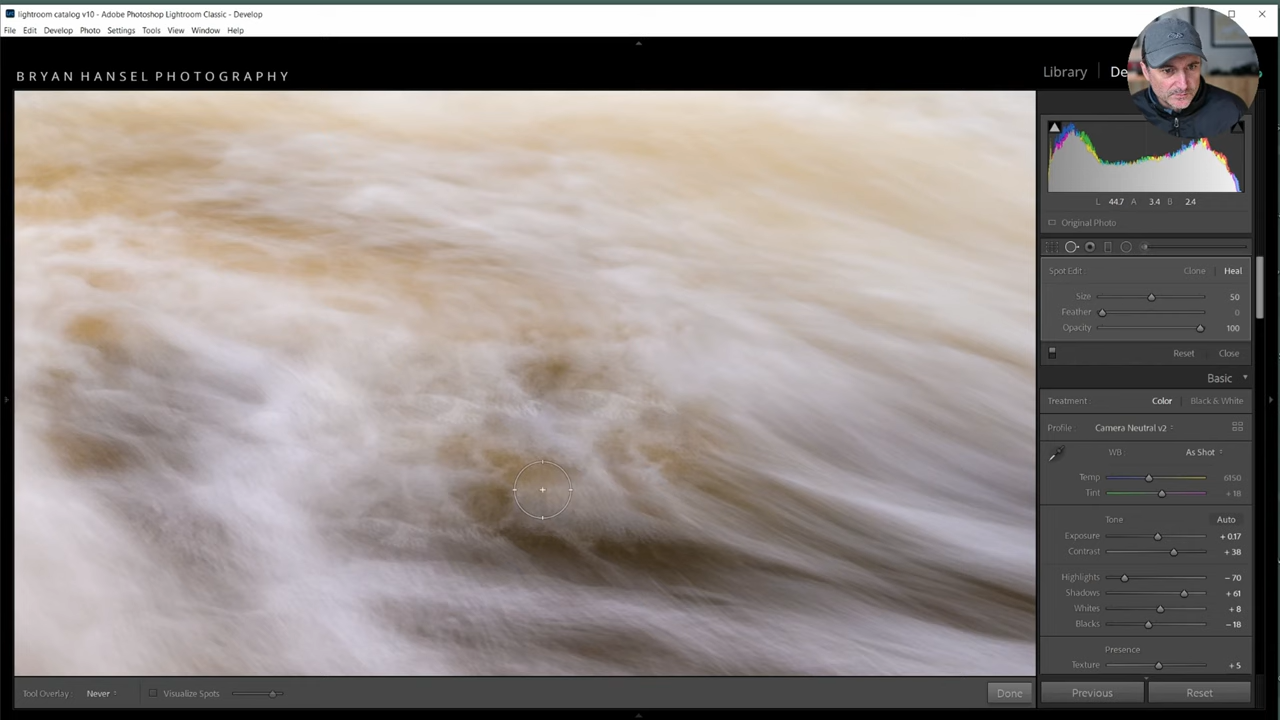 lightroom catalog v10 - Adobe Photoshop Lightroom Classic - Develop
File Edit Develop Photo Settings Tools View Window Help
BRYAN HANSEL PHOTOGRAPHY
Library
L 44.7 A 3.4 B 2.4
Original Photo
Spot Edit: Clone Heal
Size 50
Feather 0
Opacity 100
Reset Close
Basic
Treatment: Color Black & White
Profile: Camera Neutral v2
WB: As Shot
Temp 6150
Tint + 18
Tone Auto
Exposure + 0.17
Contrast + 38
Highlights - 70
Shadows + 61
Whites + 8
Blacks - 18
Presence
Texture + 5
Tool Overlay: Never Visualize Spots Done Previous Reset